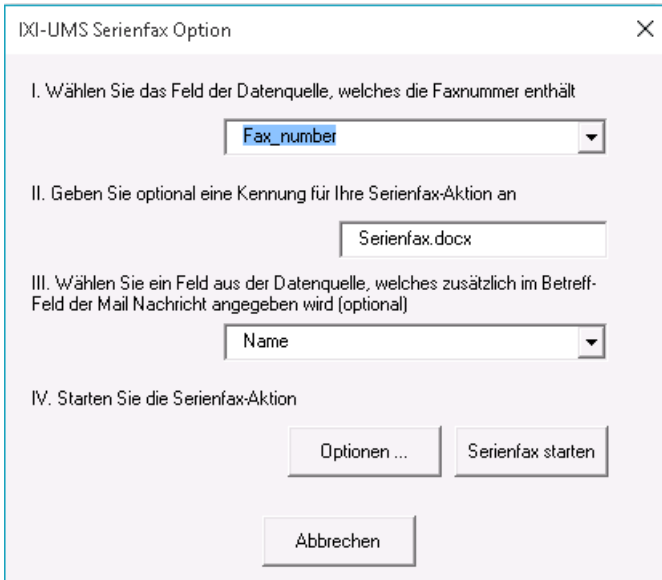 IXI-UMS Serienfax Option
I. Wählen Sie das Feld der Datenquelle, welches die Faxnummer enthält
Fax_number
II. Geben Sie optional eine Kennung für Ihre Serienfax-Aktion an
Serienfax.docx
III. Wählen Sie ein Feld aus der Datenquelle, welches zusätzlich im Betreff-
Feld der Mail Nachricht angegeben wird (optional)
Name
IV. Starten Sie die Serienfax-Aktion
Optionen ... Serienfax starten
Abbrechen